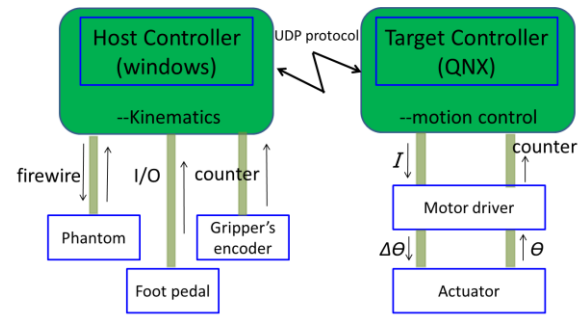 Host Controller
(windows)
--Kinematics
UDP protocol
Target Controller
(QNX)
--motion control
firewire
I/O
counter
Phantom
Foot pedal
Gripper's
encoder
I
counter
Motor driver
Δθ
θ
Actuator